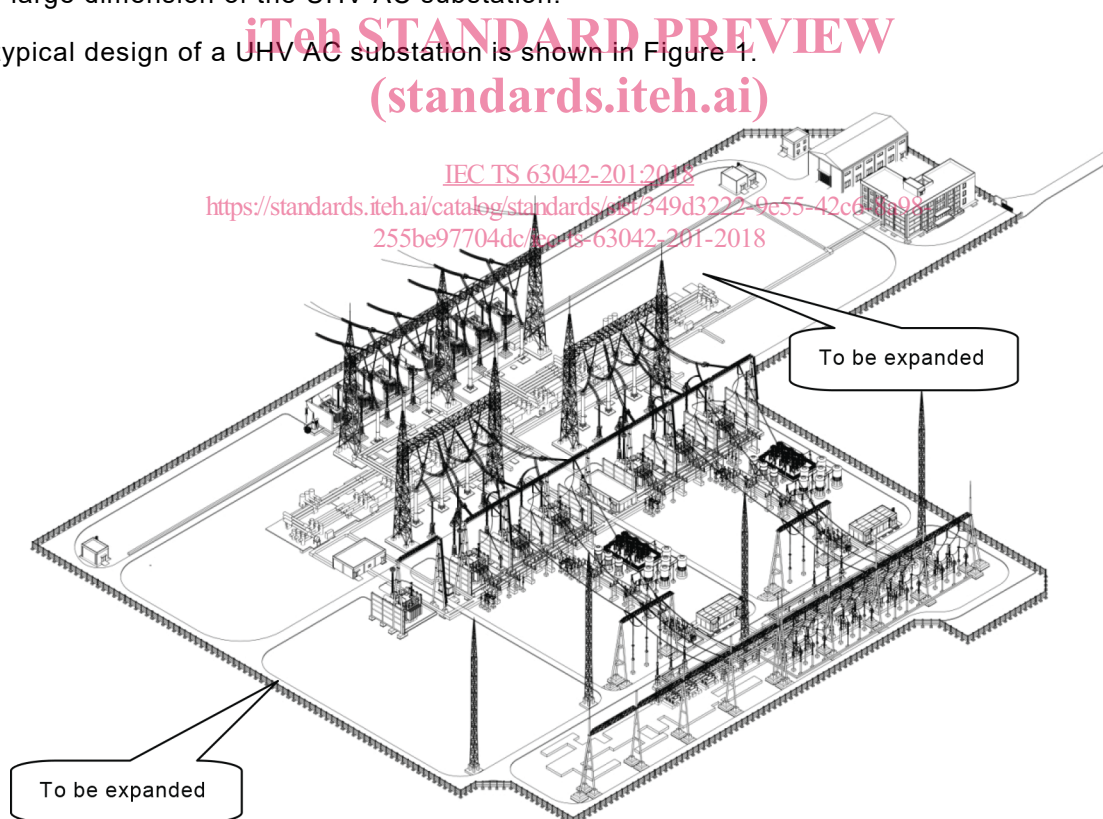 large dimension of the UHV AC substation.
iTeh STANDARD PREVIEW
typical design of a UHV AC substation is shown in Figure 1.
(standards.iteh.ai)
IEC TS 63042-201:2018
https://standards.iteh.ai/catalog/standards/sist/349d3222-9e55-42c6-8a98-
255be97704dc/iec-ts-63042-201-2018
To be expanded
To be expanded